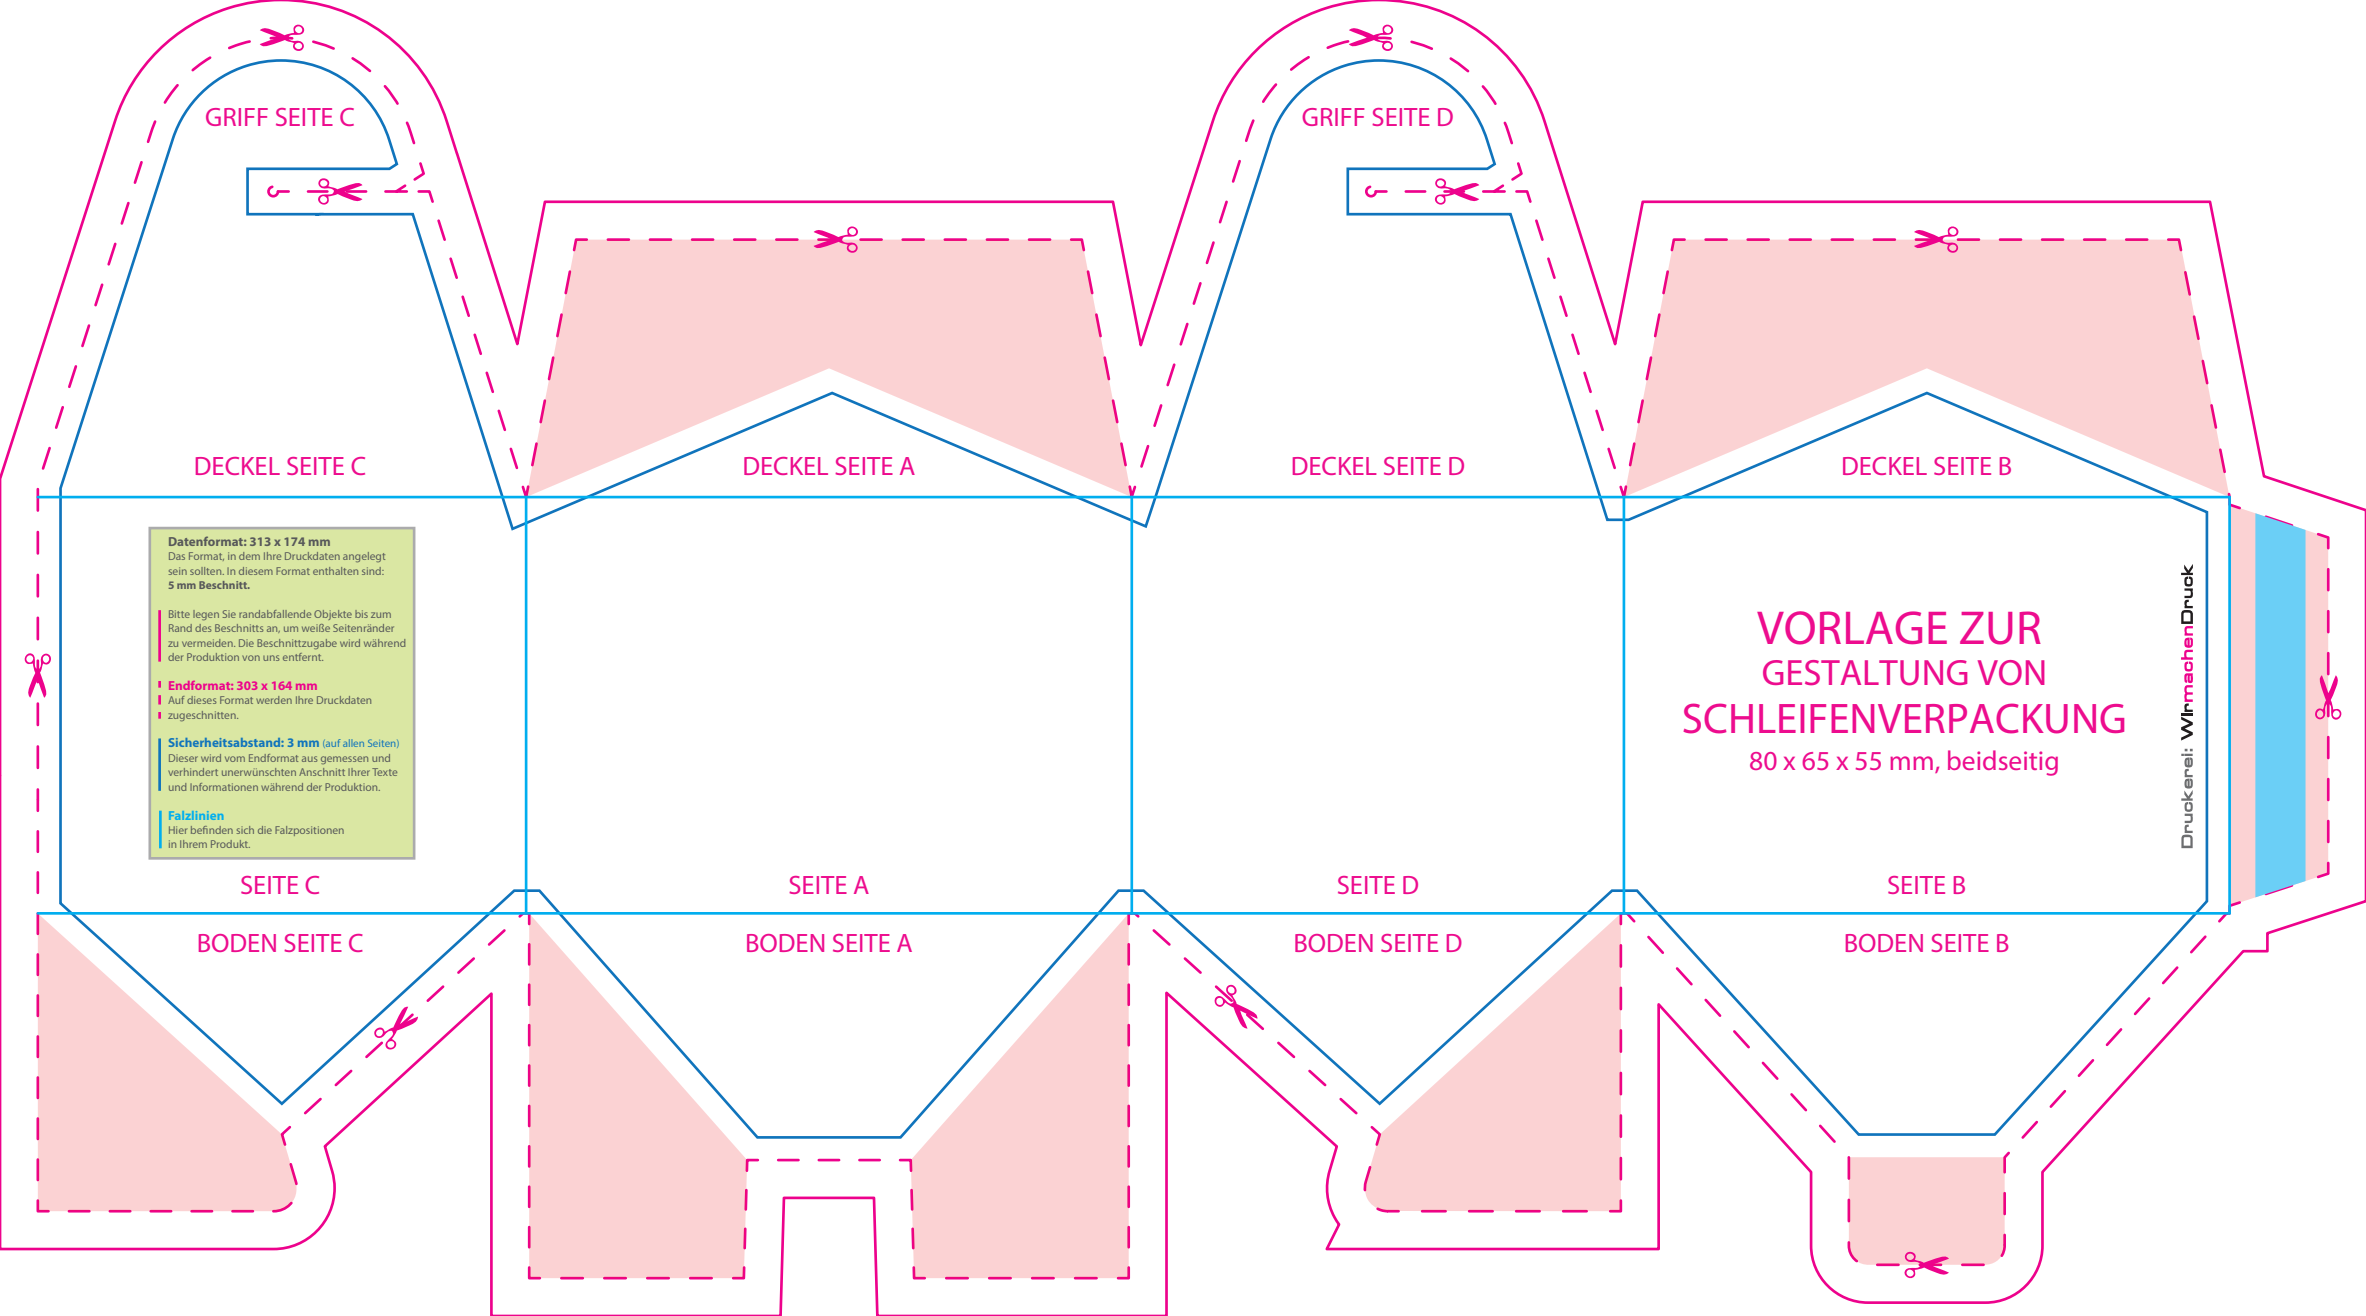 GRIFF SEITE C
GRIFF SEITE D
DECKEL SEITE C
DECKEL SEITE A
DECKEL SEITE D
DECKEL SEITE B
Datenformat: 313 x 174 mm
Das Format, in dem Ihre Druckdaten angelegt
sein sollten. In diesem Format enthalten sind:
5 mm Beschnitt.
Bitte legen Sie randabfallende Objekte bis zum
Rand des Beschnitts an, um weiße Seitenränder
zu vermeiden. Die Beschnittzugabe wird während
der Produktion von uns entfernt.
Endformat: 303 x 164 mm
Auf dieses Format werden Ihre Druckdaten
zugeschnitten.
Sicherheitsabstand: 3 mm (auf allen Seiten)
Dieser wird vom Endformat aus gemessen und
verhindert unerwünschten Anschnitt Ihrer Texte
und Informationen während der Produktion.
Falzlinien
Hier befinden sich die Falzpositionen
in Ihrem Produkt.
VORLAGE ZUR
GESTALTUNG VON
SCHLEIFENVERPACKUNG
80 x 65 x 55 mm, beidseitig
Druckerei: WIrmachenDruck
SEITE C
SEITE A
SEITE D
SEITE B
BODEN SEITE C
BODEN SEITE A
BODEN SEITE D
BODEN SEITE B